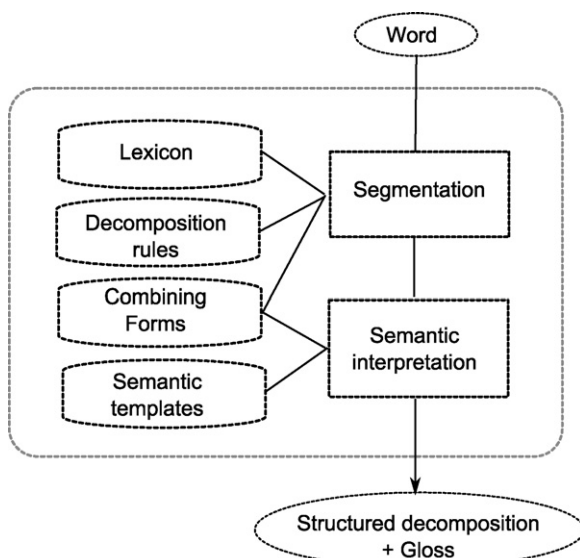 Word
Lexicon
Segmentation
Decomposition
rules
Combining
Forms
Semantic
interpretation
Semantic
templates
Structured decomposition
+ Gloss